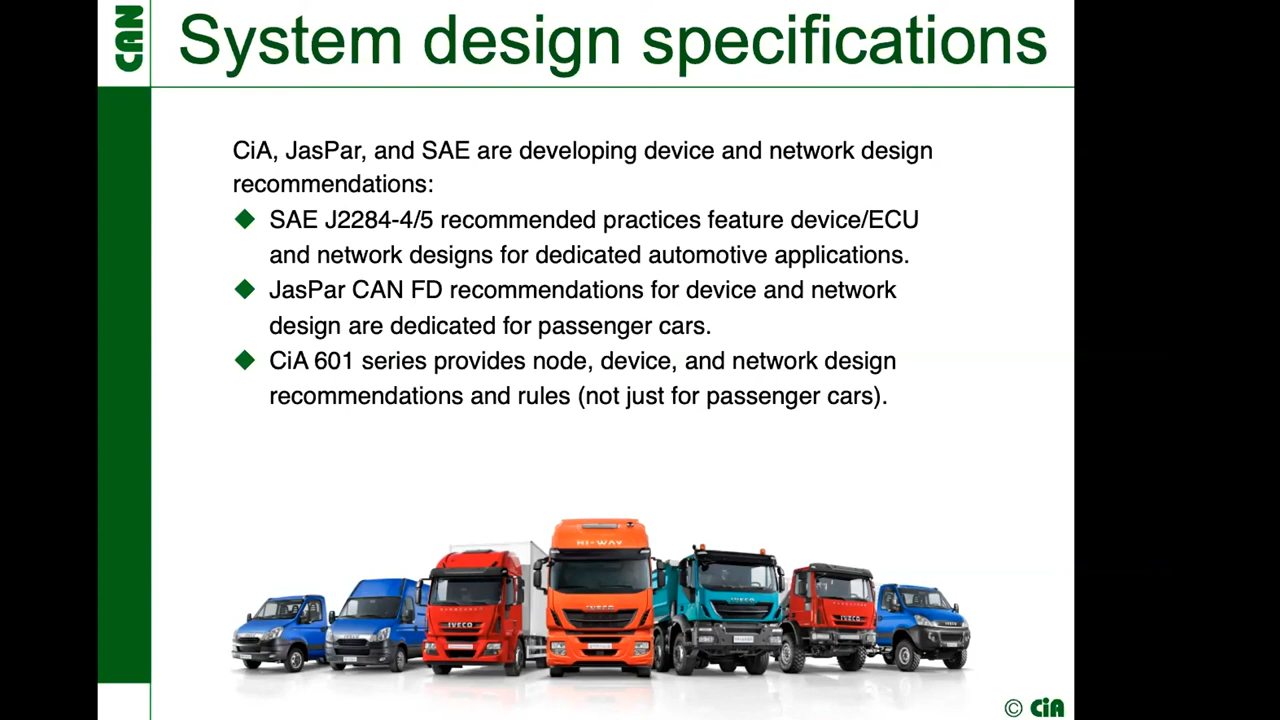 CAN
System design specifications
CiA, JasPar, and SAE are developing device and network design
recommendations:
SAE J2284-4/5 recommended practices feature device/ECU
and network designs for dedicated automotive applications.
JasPar CAN FD recommendations for device and network
design are dedicated for passenger cars.
CiA 601 series provides node, device, and network design
recommendations and rules (not just for passenger cars).
HI-WAY
IVECO
IVECO
IVECO
IVECO
© CiA